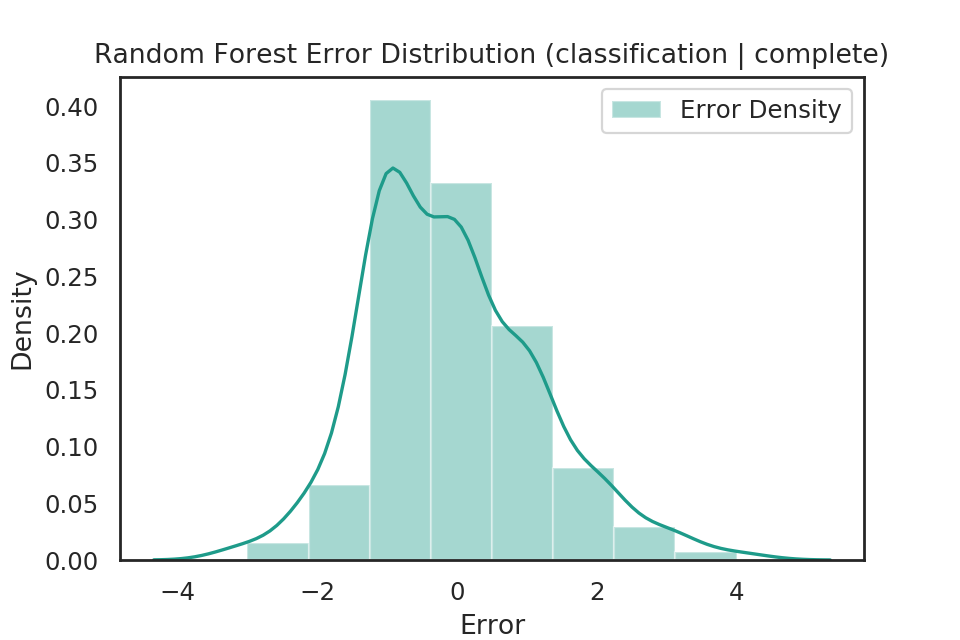 Random Forest Error Distribution (classification | complete)
Error Density
Density
0.40
0.35
0.30
0.25
0.20
0.15
0.10
0.05
0.00
−4 −2 0 2 4
Error